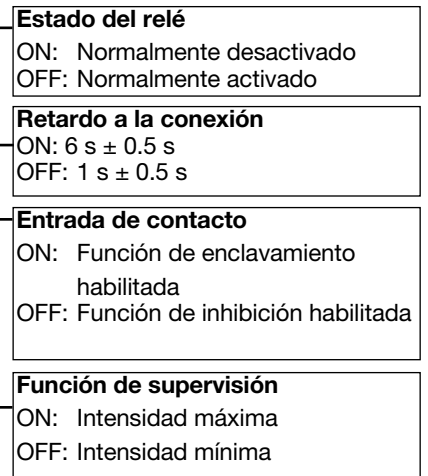 Estado del relé
ON: Normalmente desactivado
OFF: Normalmente activado
Retardo a la conexión
ON: 6 s ± 0.5 s
OFF: 1 s ± 0.5 s
Entrada de contacto
ON: Función de enclavamiento
habilitada
OFF: Función de inhibición habilitada
Función de supervisión
ON: Intensidad máxima
OFF: Intensidad mínima